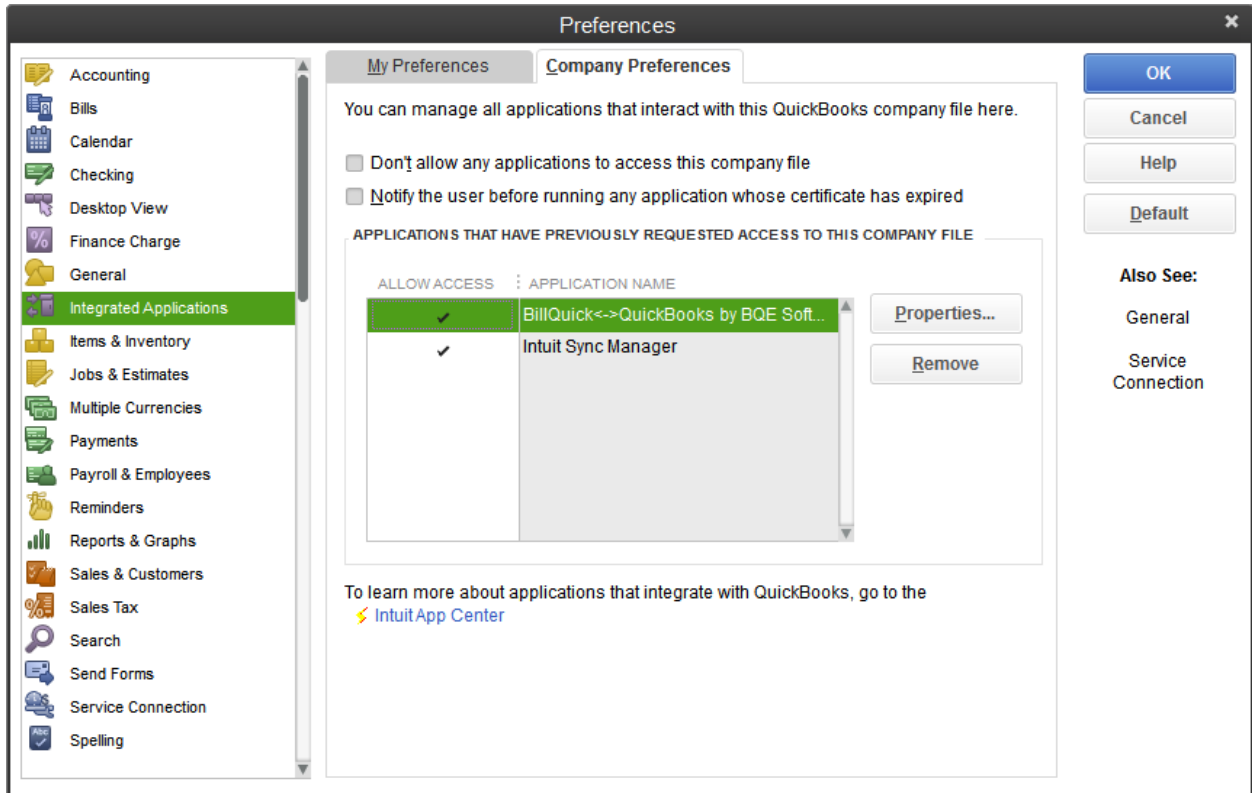 Preferences
Accounting
Bills
Calendar
Checking
Desktop View
Finance Charge
General
Integrated Applications
Items & Inventory
Jobs & Estimates
Multiple Currencies
Payments
Payroll & Employees
Reminders
Reports & Graphs
Sales & Customers
Sales Tax
Search
Send Forms
Service Connection
Abc
Spelling
My Preferences
Company Preferences
You can manage all applications that interact with this QuickBooks company file here.
Don't allow any applications to access this company file
Notify the user before running any application whose certificate has expired
APPLICATIONS THAT HAVE PREVIOUSLY REQUESTED ACCESS TO THIS COMPANY FILE
ALLOW ACCESS APPLICATION NAME
BillQuick<->QuickBooks by BQE Soft...
Intuit Sync Manager
Properties...
Remove
To learn more about applications that integrate with QuickBooks, go to the
Intuit App Center
OK
Cancel
Help
Default
Also See:
General
Service
Connection